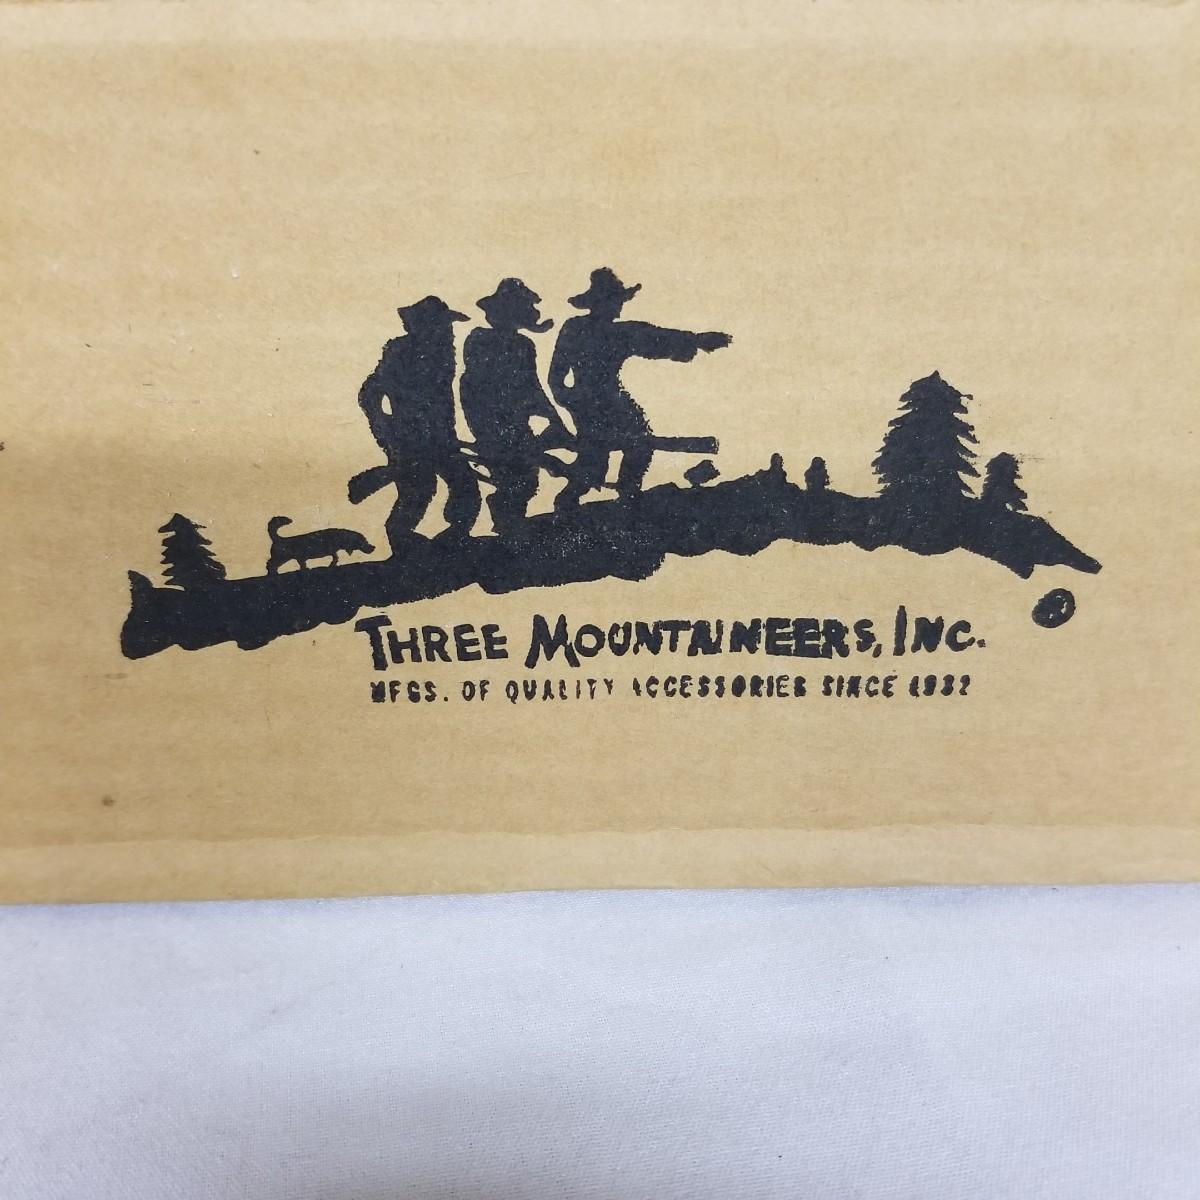 THREE MOUNTAINEERS, INC.
MFGS. OF QUALITY ACCESSORIES SINCE 1932
®